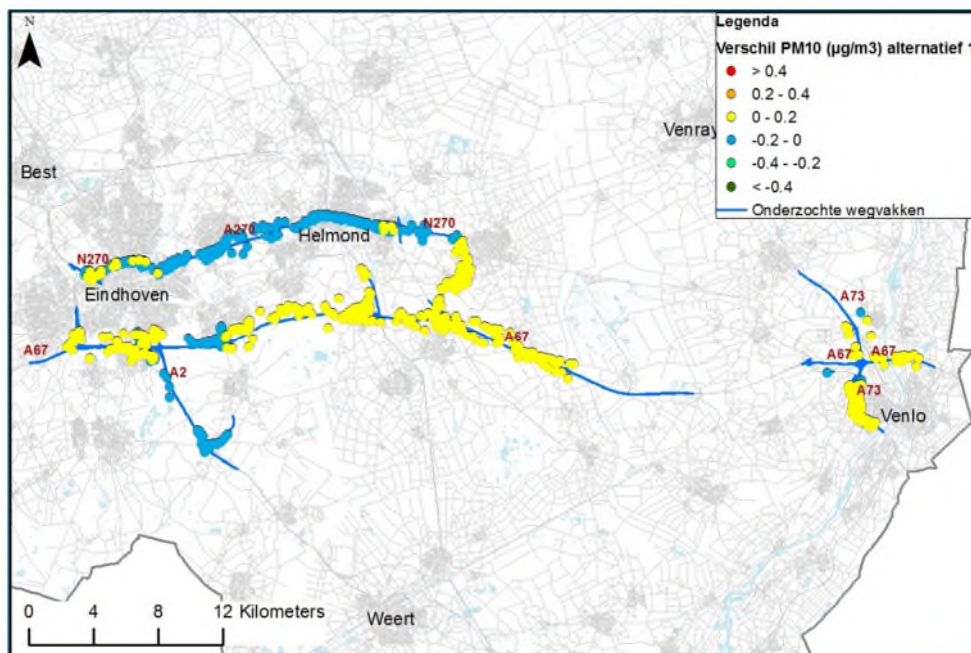 N
Legenda
Verschil PM10 (µg/m3) alternatief 1
> 0.4
0.2 - 0.4
0 - 0.2
-0.2 - 0
-0.4 - -0.2
< -0.4
Onderzochte wegvakken
Venray
Best
N270
A270
Helmond
N270
Eindhoven
A67
A2
A67
A73
A67
A67
A73
Venlo
Weert
0 4 8 12 Kilometers